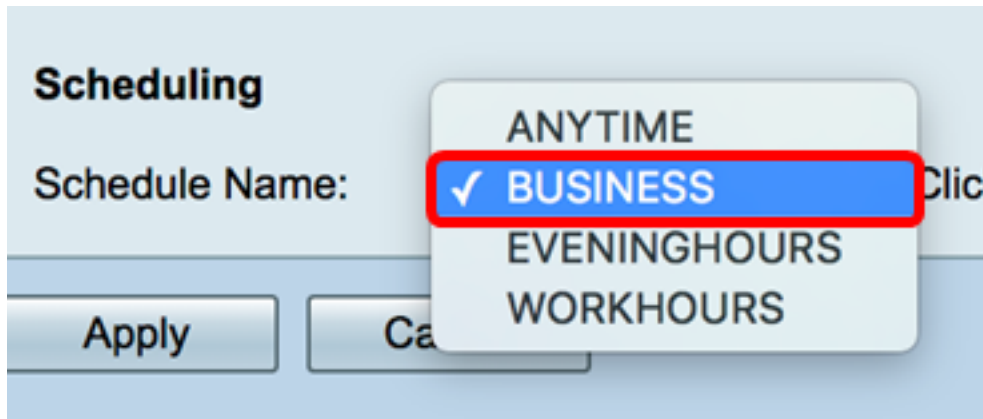 Scheduling
Schedule Name:
ANYTIME
✓ BUSINESS
EVENINGHOURS
WORKHOURS
Apply